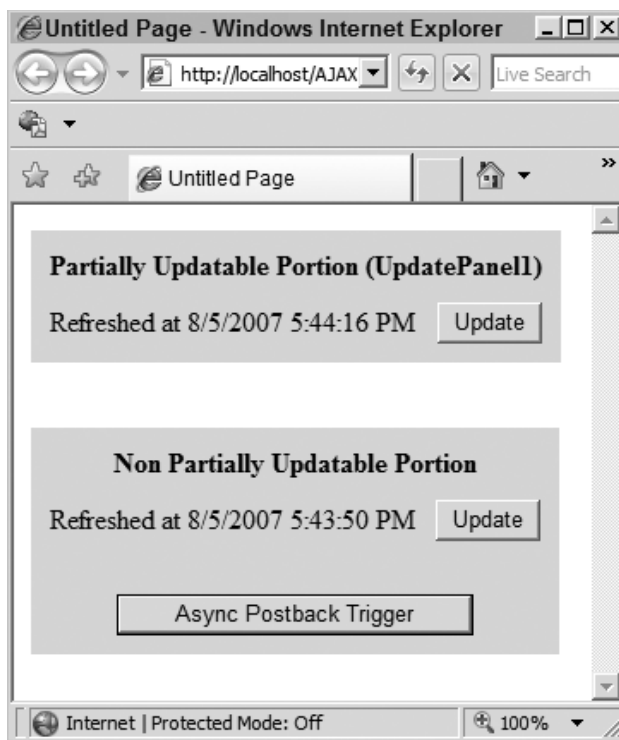 Untitled Page - Windows Internet Explorer
http://localhost/AJAX
Live Search
Untitled Page
»
Partially Updatable Portion (UpdatePanel1)
Refreshed at 8/5/2007 5:44:16 PM Update
Non Partially Updatable Portion
Refreshed at 8/5/2007 5:43:50 PM Update
Async Postback Trigger
Internet | Protected Mode: Off 100%